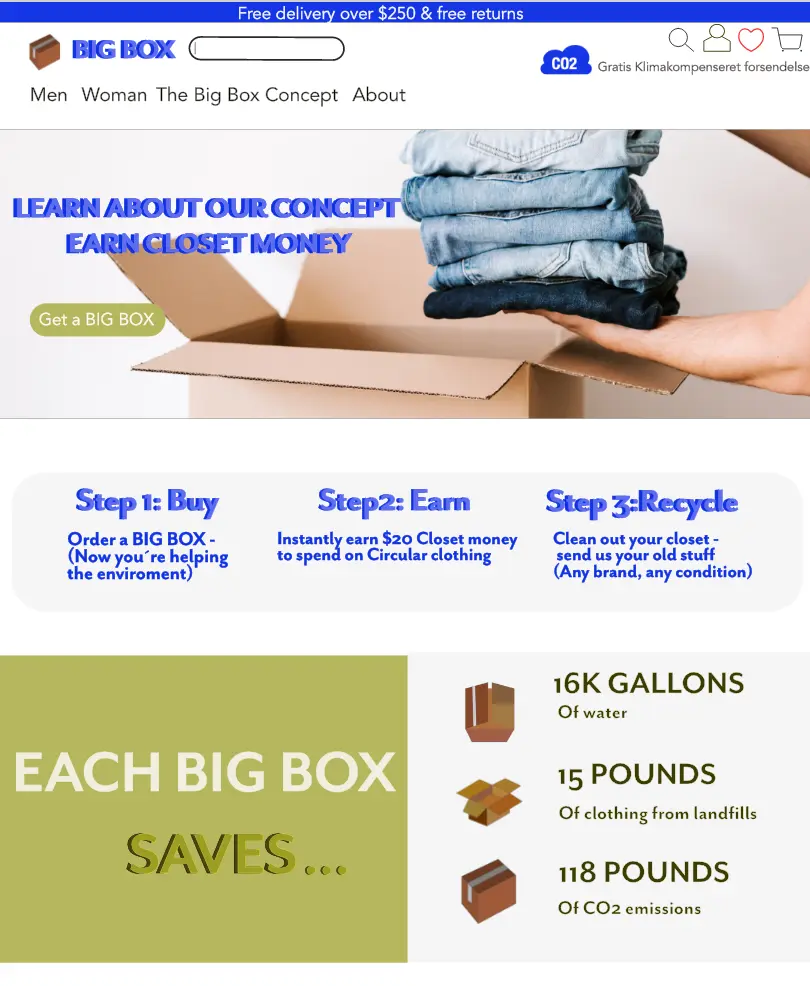 Free delivery over $250 & free returns
BIG BOX
CO2
Gratis Klimakompenseret forsendelse
Men Woman The Big Box Concept About
LEARN ABOUT OUR CONCEPT
EARN CLOSET MONEY
Get a BIG BOX
Step 1: Buy
Order a BIG BOX -
(Now you´re helping
the enviroment)
Step2: Earn
Instantly earn $20 Closet money
to spend on Circular clothing
Step 3:Recycle
Clean out your closet -
send us your old stuff
(Any brand, any condition)
EACH BIG BOX
SAVES...
16K GALLONS
Of water
15 POUNDS
Of clothing from landfills
118 POUNDS
Of CO2 emissions